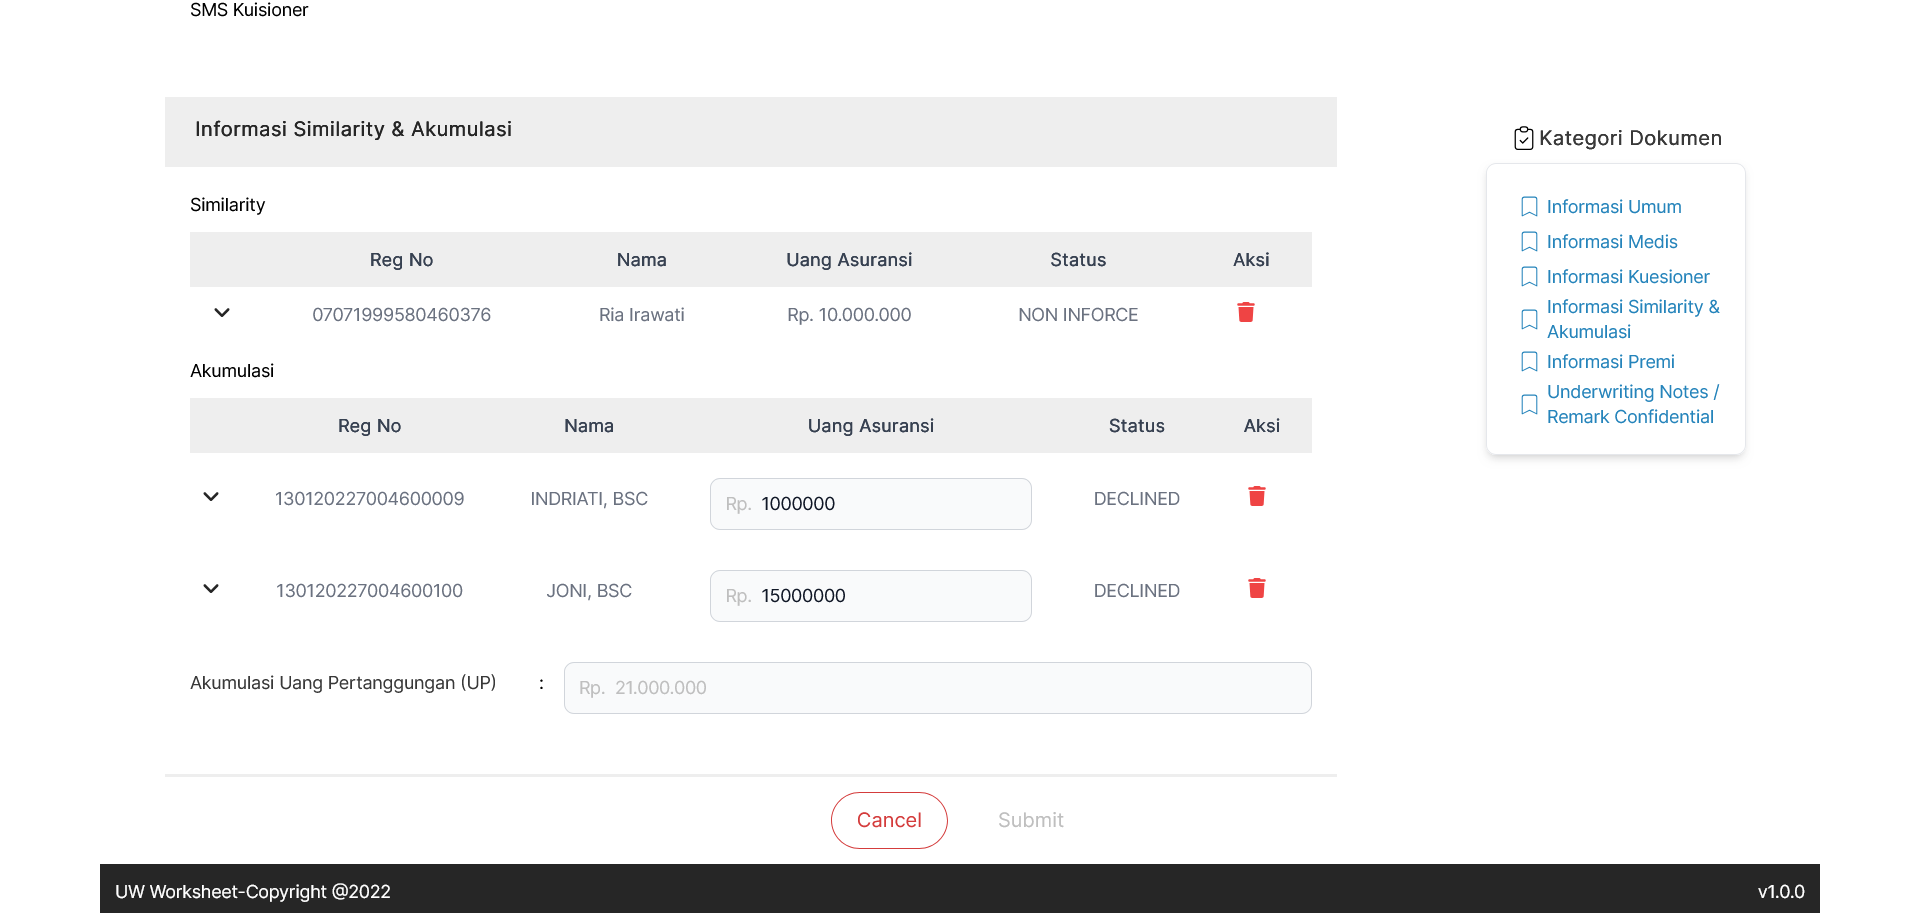 SMS Kuisioner
Informasi Similarity & Akumulasi
Similarity
Reg No Nama Uang Asuransi Status Aksi
07071999580460376 Ria Irawati Rp. 10.000.000 NON INFORCE
Akumulasi
Reg No Nama Uang Asuransi Status Aksi
130120227004600009 INDRIATI, BSC Rp. 1000000 DECLINED
130120227004600100 JONI, BSC Rp. 15000000 DECLINED
Akumulasi Uang Pertanggungan (UP) : Rp. 21.000.000
Cancel Submit
Kategori Dokumen
Informasi Umum
Informasi Medis
Informasi Kuesioner
Informasi Similarity &
Akumulasi
Informasi Premi
Underwriting Notes /
Remark Confidential
UW Worksheet-Copyright @2022 v1.0.0